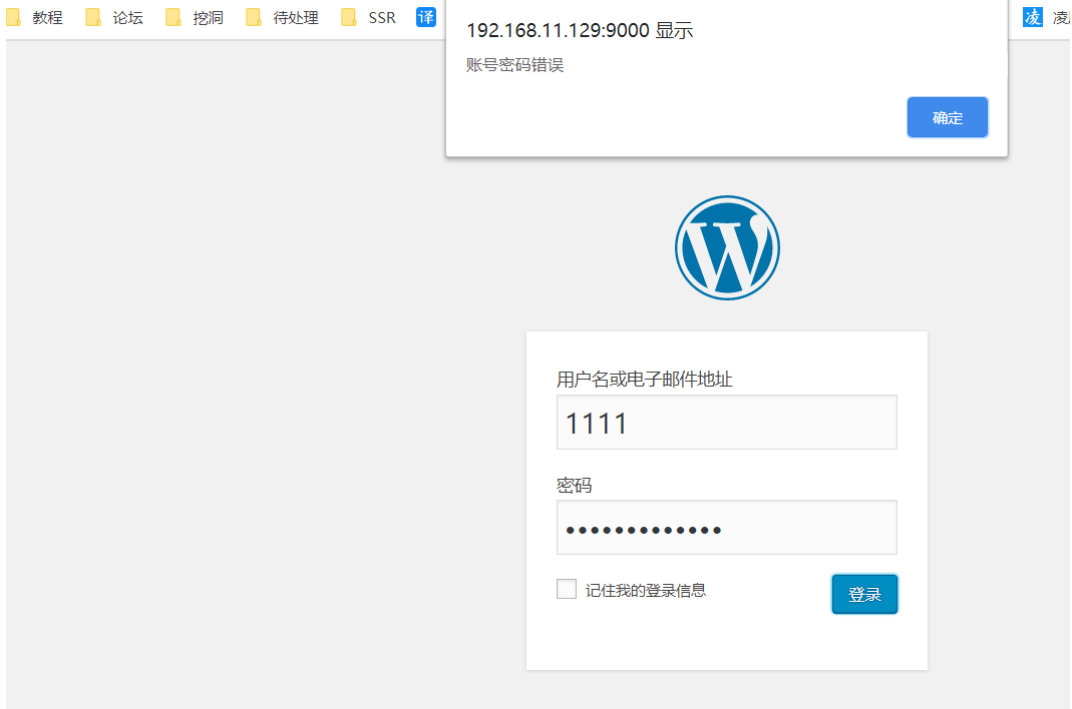 教程 论坛 挖洞 待处理 SSR 译
192.168.11.129:9000 显示
凌
账号密码错误
确定
用户名或电子邮件地址
1111
密码
•••••••••••••
记住我的登录信息
登录